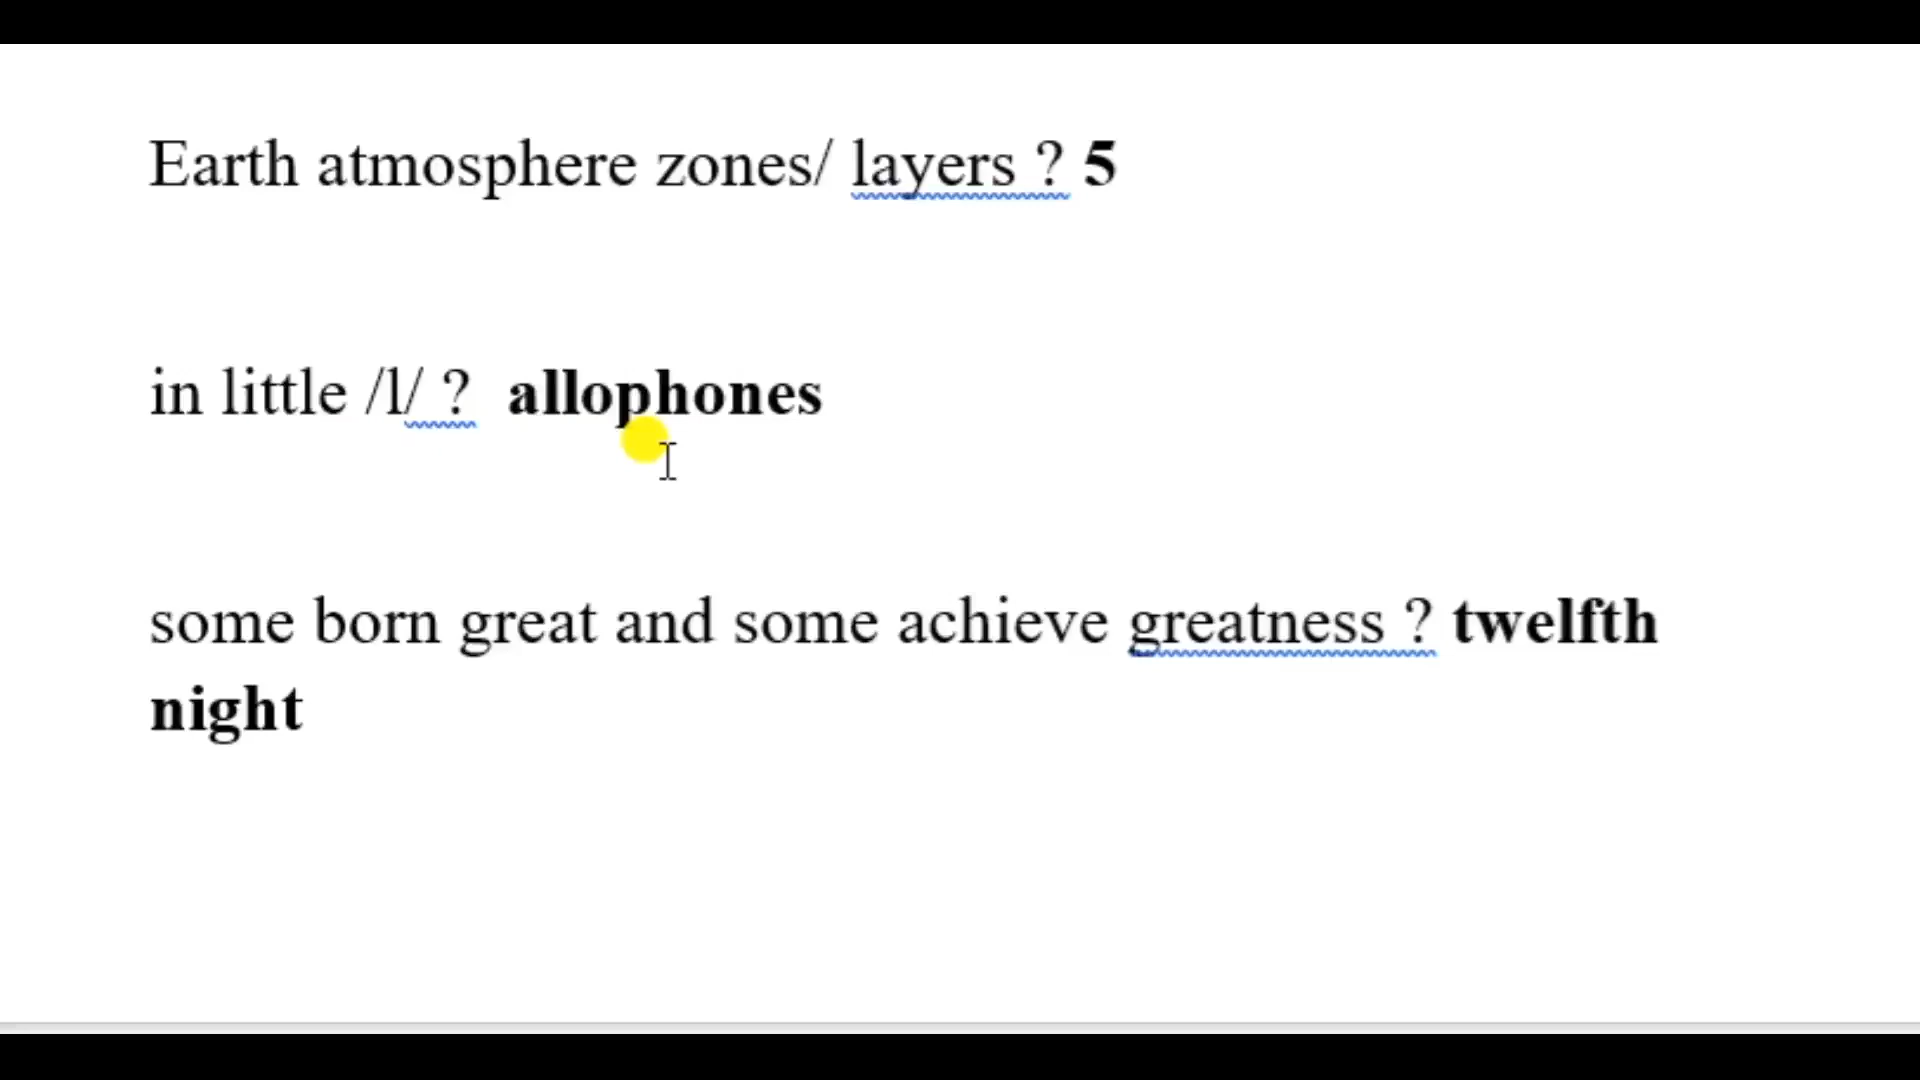 Earth atmosphere zones/ layers ? 5
in little /l/ ? allophones
some born great and some achieve greatness ? twelfth
night